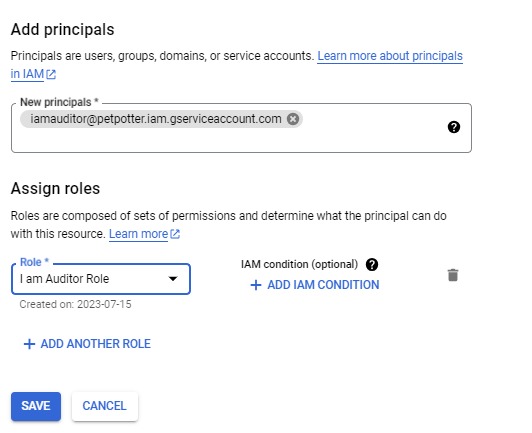 Add principals
Principals are users, groups, domains, or service accounts. Learn more about principals
in IAM
New principals *
iamauditor@petpotter.iam.gserviceaccount.com
Assign roles
Roles are composed of sets of permissions and determine what the principal can do
with this resource. Learn more
Role *
I am Auditor Role
IAM condition (optional) ?
+ ADD IAM CONDITION
Created on: 2023-07-15
+ ADD ANOTHER ROLE
SAVE CANCEL